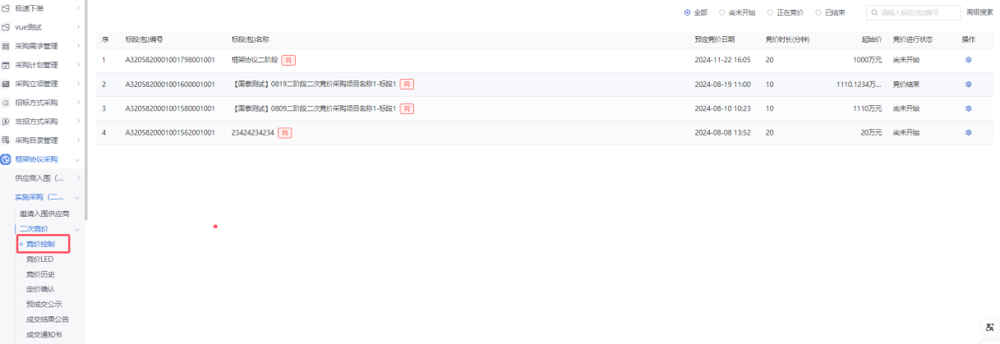 极速下单
vue测试
采购需求管理
采购计划管理
采购立项管理
招标方式采购
非招方式采购
采购目录管理
框架协议采购
供应商入围（...
实施采购（二...
邀请入围供应商
二次竞价
竞价控制
竞价LED
竞价历史
定价确认
预成交公示
成交结果公告
成交通知书
全部 尚未开始 正在竞价 已结束 请输入标段(包)编号 高级搜索
序 标段(包)编号 标段(包)名称 预定竞价日期 竞价时长(分钟) 起始价 竞价进行状态 操作
1 A3205820001001798001001 框架协议二阶段 网 2024-11-22 16:05 20 1000万元 尚未开始
2 A3205820001001600001001 【国泰测试】0819二阶段二次竞价采购项目名称1-标段1 网 2024-08-19 11:00 10 1110.1234万... 竞价结束
3 A3205820001001580001001 【国泰测试】0809二阶段二次竞价采购项目名称1-标段1 网 2024-08-10 10:23 10 1110万元 尚未开始
4 A3205820001001562001001 23424234234 网 2024-08-08 13:52 20 20万元 尚未开始